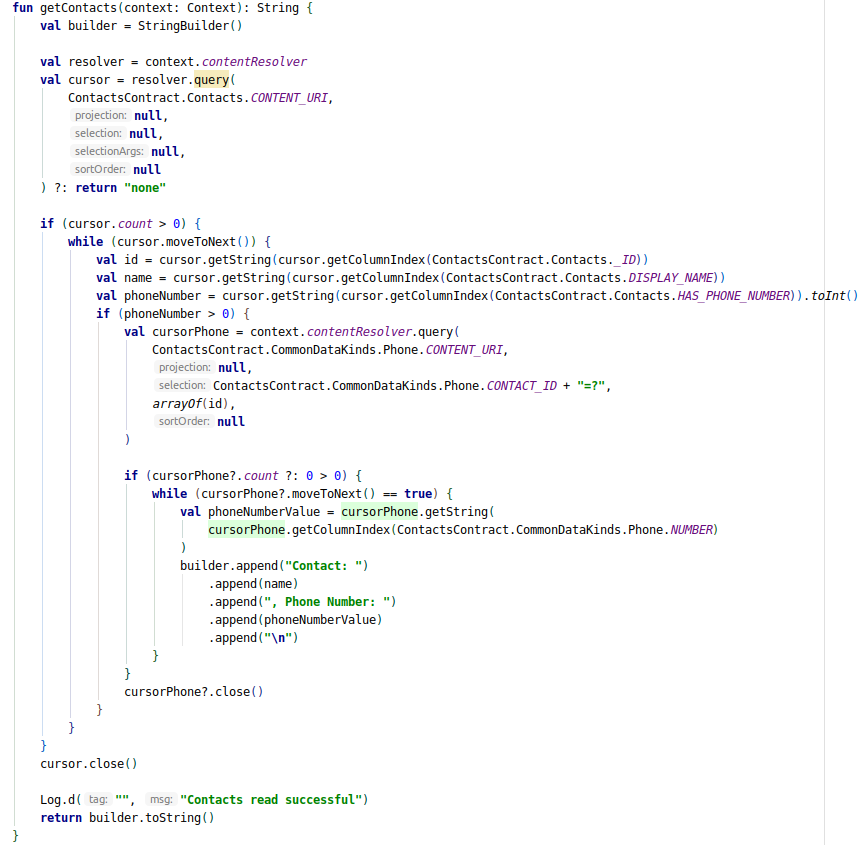 fun getContacts(context: Context): String {
    val builder = StringBuilder()

    val resolver = context.contentResolver
    val cursor = resolver.query(
        ContactsContract.Contacts.CONTENT_URI,
        projection: null,
        selection: null,
        selectionArgs: null,
        sortOrder: null
    ) ?: return "none"

    if (cursor.count > 0) {
        while (cursor.moveToNext()) {
            val id = cursor.getString(cursor.getColumnIndex(ContactsContract.Contacts._ID))
            val name = cursor.getString(cursor.getColumnIndex(ContactsContract.Contacts.DISPLAY_NAME))
            val phoneNumber = cursor.getString(cursor.getColumnIndex(ContactsContract.Contacts.HAS_PHONE_NUMBER)).toInt()
            if (phoneNumber > 0) {
                val cursorPhone = context.contentResolver.query(
                    ContactsContract.CommonDataKinds.Phone.CONTENT_URI,
                    projection: null,
                    selection: ContactsContract.CommonDataKinds.Phone.CONTACT_ID + "=?",
                    arrayOf(id),
                    sortOrder: null
                )

                if (cursorPhone?.count ?: 0 > 0) {
                    while (cursorPhone?.moveToNext() == true) {
                        val phoneNumberValue = cursorPhone.getString(
                            cursorPhone.getColumnIndex(ContactsContract.CommonDataKinds.Phone.NUMBER)
                        )
                        builder.append("Contact: ")
                            .append(name)
                            .append(", Phone Number: ")
                            .append(phoneNumberValue)
                            .append("\n")
                    }
                }
                cursorPhone?.close()
            }
        }
    }
    cursor.close()

    Log.d( tag: "", msg: "Contacts read successful")
    return builder.toString()
}